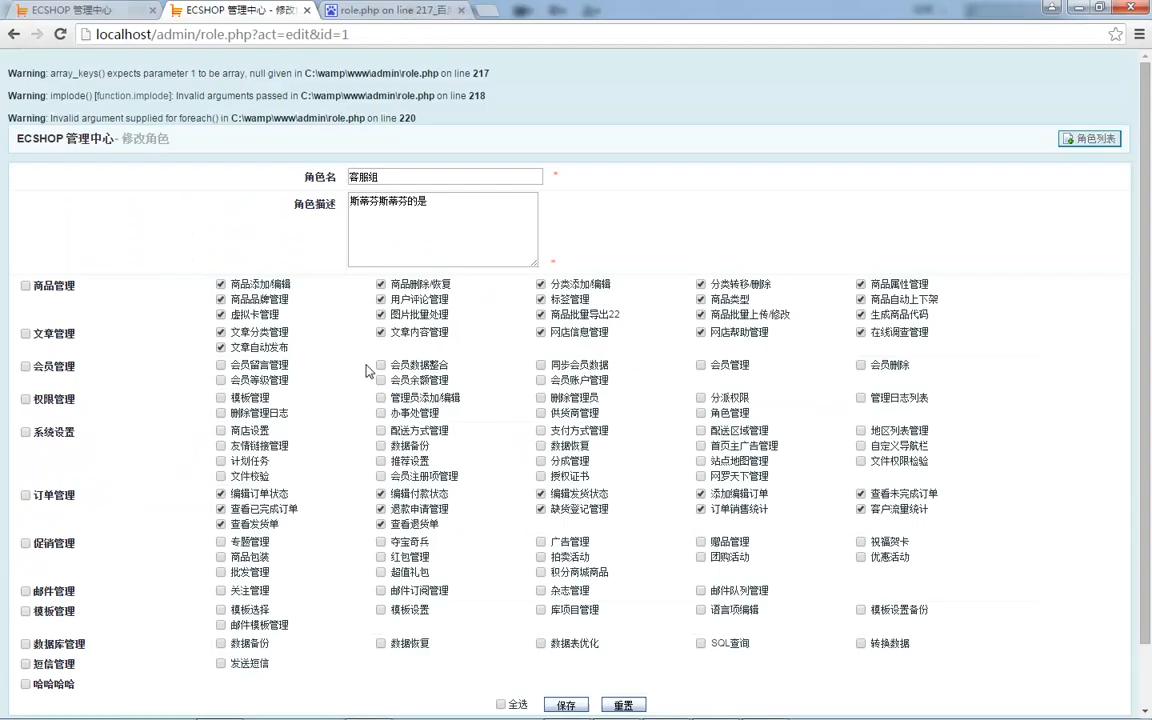 ECSHOP 管理中心
ECSHOP 管理中心 - 修改
role.php on line 217_百
localhost/admin/role.php?act=edit&id=1
Warning: array_keys() expects parameter 1 to be array, null given in C:\wamp\www\admin\role.php on line 217
Warning: implode() [function.implode]: Invalid arguments passed in C:\wamp\www\admin\role.php on line 218
Warning: Invalid argument supplied for foreach() in C:\wamp\www\admin\role.php on line 220
ECSHOP 管理中心 - 修改角色 角色列表
角色名 客服组 *
角色描述 斯蒂芬斯蒂芬的是
*
商品管理 商品添加/编辑 商品删除/恢复 分类添加/编辑 分类转移/删除 商品属性管理
商品品牌管理 用户评论管理 标签管理 商品类型 商品自动上下架
虚拟卡管理 图片批量处理 商品批量导出22 商品批量上传/修改 生成商品代码
文章管理 文章分类管理 文章内容管理 网店信息管理 网店帮助管理 在线调查管理
文章自动发布
会员管理 会员留言管理 会员数据整合 同步会员数据 会员管理 会员删除
会员等级管理 会员余额管理 会员账户管理
权限管理 模板管理 管理员添加/编辑 删除管理员 分派权限 管理日志列表
删除管理日志 办事处管理 供货商管理 角色管理
系统设置 商店设置 配送方式管理 支付方式管理 配送区域管理 地区列表管理
友情链接管理 数据备份 数据恢复 首页主广告管理 自定义导航栏
计划任务 推荐设置 分成管理 站点地图管理 文件权限检验
文件校验 会员注册项管理 授权证书 网罗天下管理
订单管理 编辑订单状态 编辑付款状态 编辑发货状态 添加编辑订单 查看未完成订单
查看已完成订单 退款申请管理 缺货登记管理 订单销售统计 客户流量统计
查看发货单 查看退货单
促销管理 专题管理 夺宝奇兵 广告管理 赠品管理 祝福贺卡
商品包装 红包管理 拍卖活动 团购活动 优惠活动
批发管理 超值礼包 积分商城商品
邮件管理 关注管理 邮件订阅管理 杂志管理 邮件队列管理
模板管理 模板选择 模板设置 库项目管理 语言项编辑 模板设置备份
邮件模板管理
数据库管理 数据备份 数据恢复 数据表优化 SQL查询 转换数据
短信管理 发送短信
哈哈哈哈
全选 保存 重置